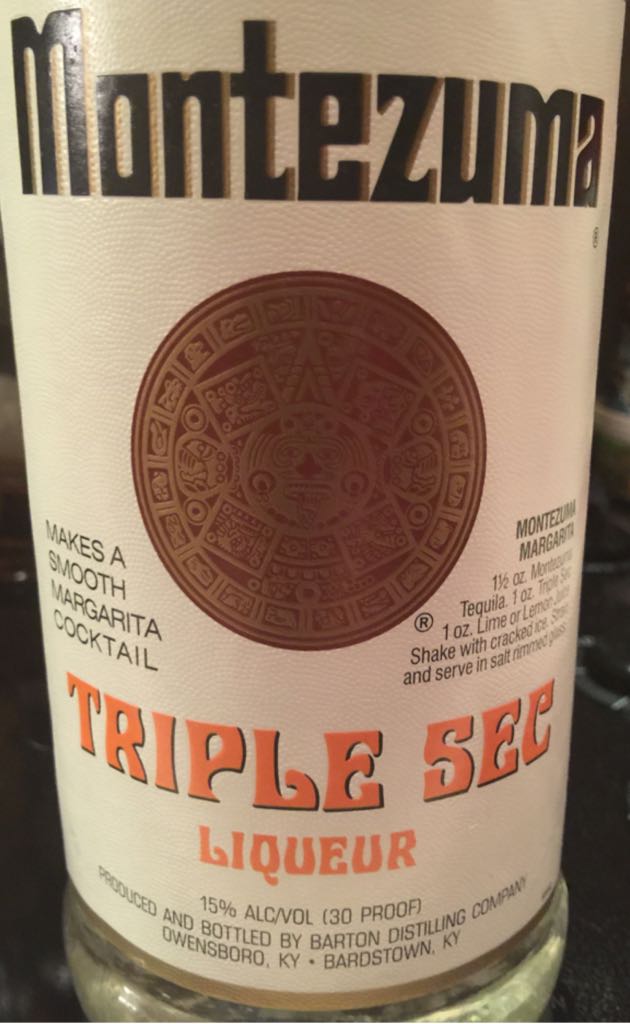 Montezuma
®
MAKES A
SMOOTH
MARGARITA
COCKTAIL
MONTEZUMA
MARGARITA
1½ oz. Montezuma
Tequila. 1 oz. Triple Sec
1 oz. Lime or Lemon Juice
Shake with cracked ice. Strain
and serve in salt rimmed glass.
®
TRIPLE SEC
LIQUEUR
15% ALC/VOL (30 PROOF)
PRODUCED AND BOTTLED BY BARTON DISTILLING COMPANY
OWENSBORO, KY • BARDSTOWN, KY